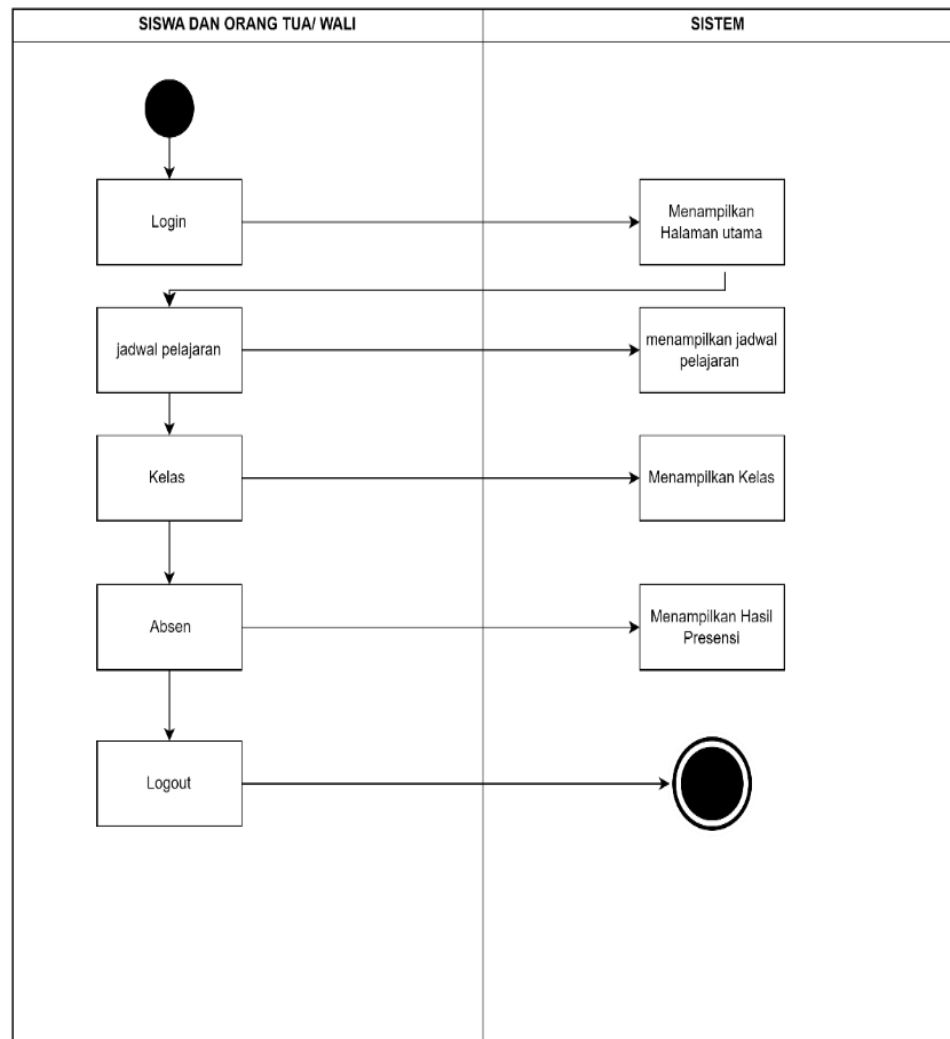 SISWA DAN ORANG TUA/ WALI
SISTEM
Login
Menampilkan
Halaman utama
jadwal pelajaran
menampilkan jadwal
pelajaran
Kelas
Menampilkan Kelas
Absen
Menampilkan Hasil
Presensi
Logout